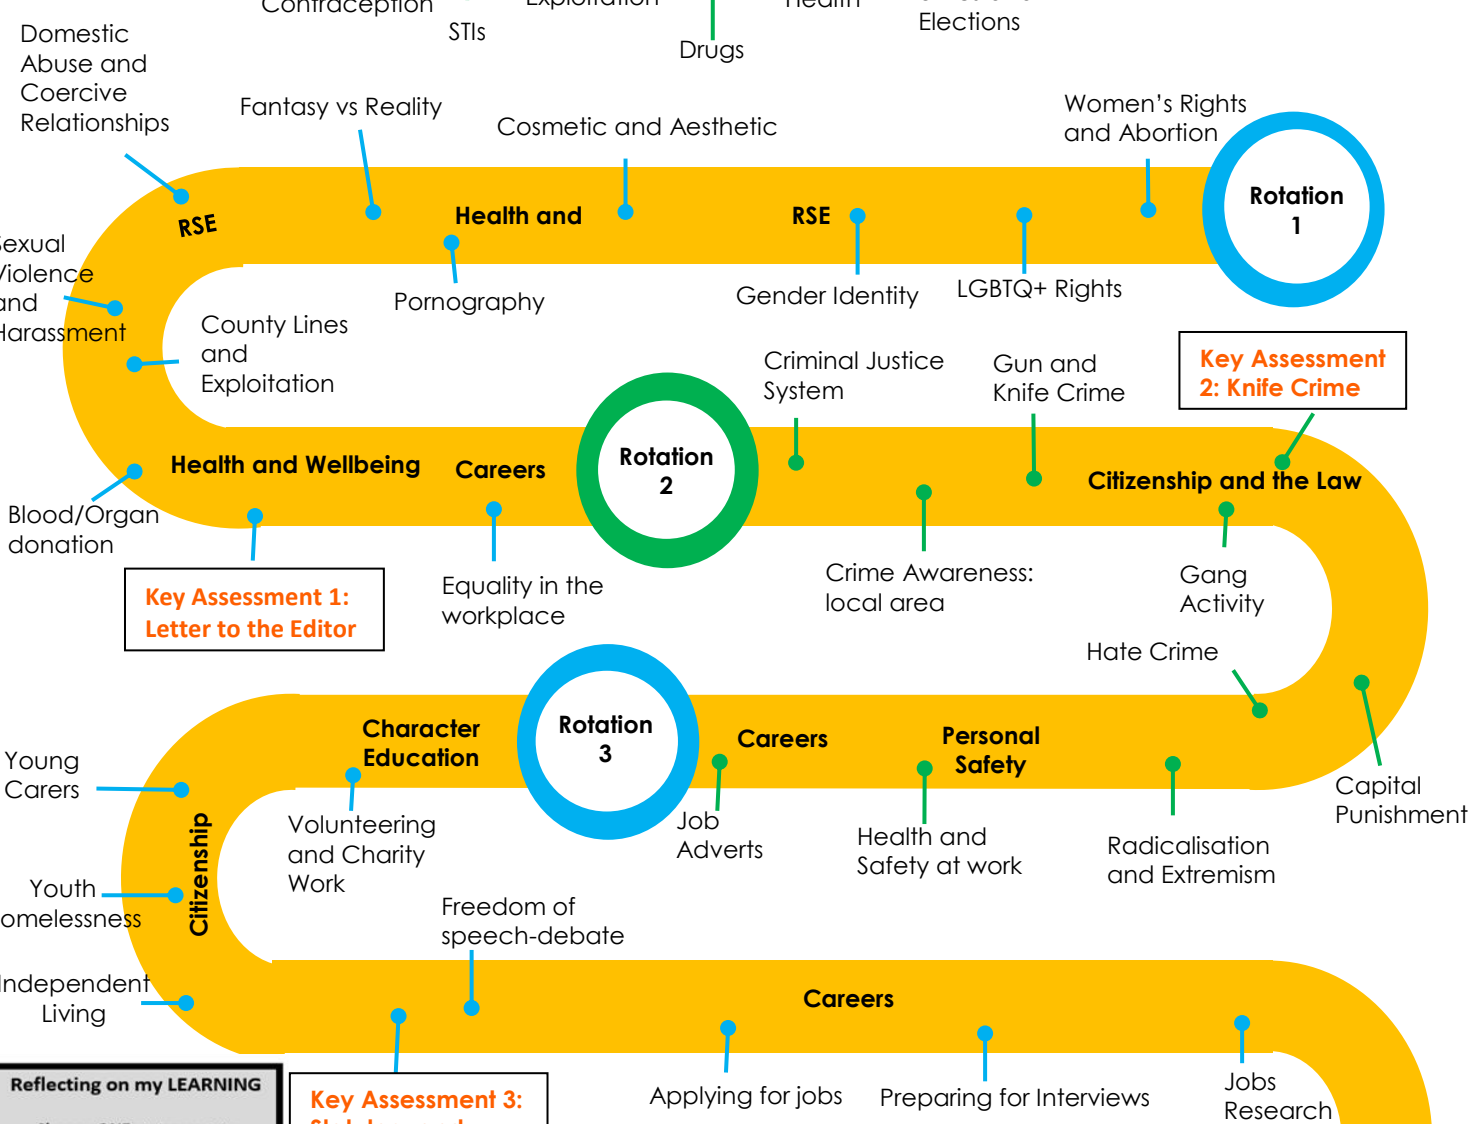 Contraception
STIs
Exploitation
Drugs
Health
Elections
Domestic
Abuse and
Coercive
Relationships
Fantasy vs Reality
Cosmetic and Aesthetic
Women's Rights
and Abortion
Rotation
1
RSE
Health and
RSE
Sexual
Violence
and
Harassment
Pornography
Gender Identity
LGBTQ+ Rights
County Lines
and
Exploitation
Criminal Justice
System
Gun and
Knife Crime
Key Assessment
2: Knife Crime
Health and Wellbeing
Careers
Rotation
2
Citizenship and the Law
Blood/Organ
donation
Key Assessment 1:
Letter to the Editor
Equality in the
workplace
Crime Awareness:
local area
Gang
Activity
Hate Crime
Character
Education
Rotation
3
Careers
Personal
Safety
Capital
Punishment
Young
Carers
Citizenship
Volunteering
and Charity
Work
Job
Adverts
Health and
Safety at work
Radicalisation
and Extremism
Youth
omelessness
Freedom of
speech-debate
Independent
Living
Careers
Reflecting on my LEARNING
Key Assessment 3:
Applying for jobs
Preparing for Interviews
Jobs
Research